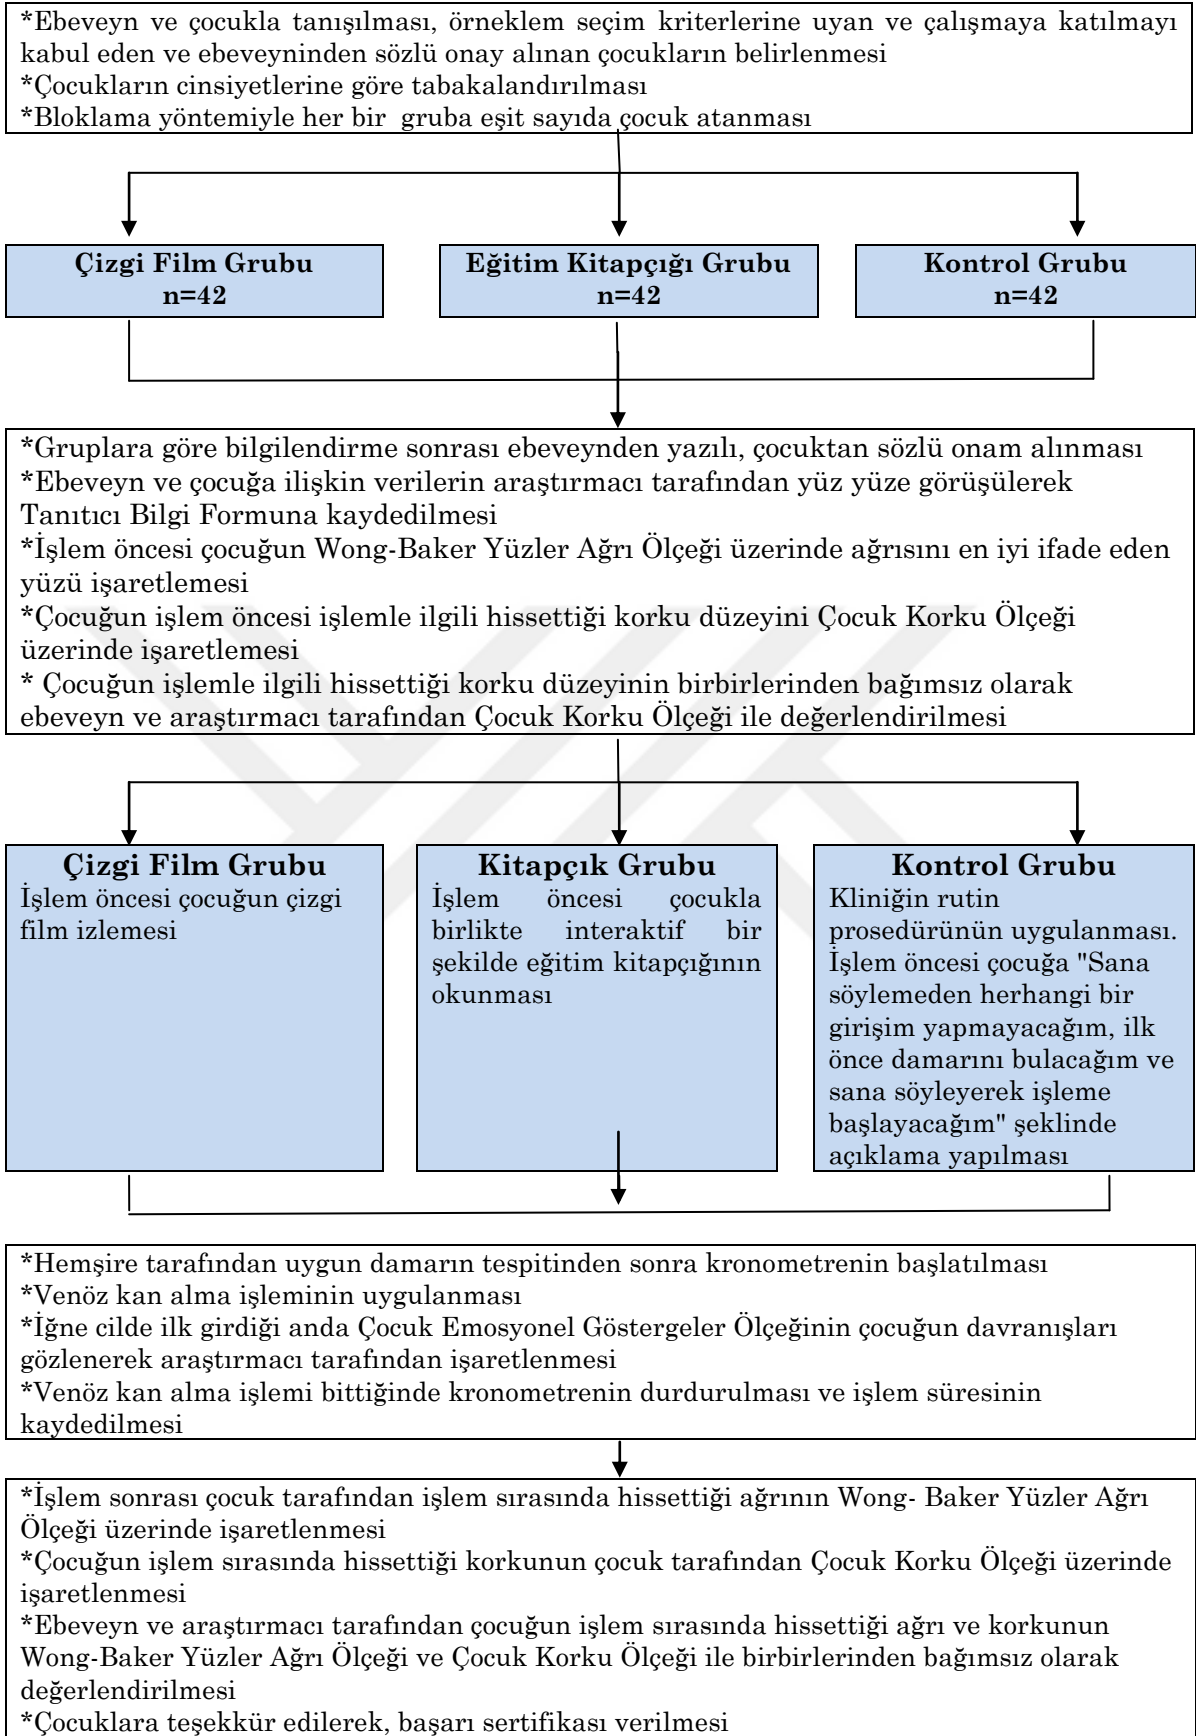 *Ebeveyn ve çocukla tanışılması, örneklem seçim kriterlerine uyan ve çalışmaya katılmayı
kabul eden ve ebeveyninden sözlü onay alınan çocukların belirlenmesi
*Çocukların cinsiyetlerine göre tabakalandırılması
*Bloklama yöntemiyle her bir gruba eşit sayıda çocuk atanması
Çizgi Film Grubu
n=42
Eğitim Kitapçığı Grubu
n=42
Kontrol Grubu
n=42
*Gruplara göre bilgilendirme sonrası ebeveynden yazılı, çocuktan sözlü onam alınması
*Ebeveyn ve çocuğa ilişkin verilerin araştırmacı tarafından yüz yüze görüşülerek
Tanıtıcı Bilgi Formuna kaydedilmesi
*İşlem öncesi çocuğun Wong-Baker Yüzler Ağrı Ölçeği üzerinde ağrısını en iyi ifade eden
yüzü işaretlemesi
*Çocuğun işlem öncesi işlemle ilgili hissettiği korku düzeyini Çocuk Korku Ölçeği
üzerinde işaretlemesi
* Çocuğun işlemle ilgili hissettiği korku düzeyinin birbirlerinden bağımsız olarak
ebeveyn ve araştırmacı tarafından Çocuk Korku Ölçeği ile değerlendirilmesi
Çizgi Film Grubu
İşlem öncesi çocuğun çizgi
film izlemesi
Kitapçık Grubu
İşlem öncesi çocukla
birlikte interaktif bir
şekilde eğitim kitapçığının
okunması
Kontrol Grubu
Kliniğin rutin
prosedürünün uygulanması.
İşlem öncesi çocuğa "Sana
söylemeden herhangi bir
girişim yapmayacağım, ilk
önce damarını bulacağım ve
sana söyleyerek işleme
başlayacağım" şeklinde
açıklama yapılması
*Hemşire tarafından uygun damarın tespitinden sonra kronometrenin başlatılması
*Venöz kan alma işleminin uygulanması
*İğne cilde ilk girdiği anda Çocuk Emosyonel Göstergeler Ölçeğinin çocuğun davranışları
gözlenerek araştırmacı tarafından işaretlenmesi
*Venöz kan alma işlemi bittiğinde kronometrenin durdurulması ve işlem süresinin
kaydedilmesi
*İşlem sonrası çocuk tarafından işlem sırasında hissettiği ağrının Wong- Baker Yüzler Ağrı
Ölçeği üzerinde işaretlenmesi
*Çocuğun işlem sırasında hissettiği korkunun çocuk tarafından Çocuk Korku Ölçeği üzerinde
işaretlenmesi
*Ebeveyn ve araştırmacı tarafından çocuğun işlem sırasında hissettiği ağrı ve korkunun
Wong-Baker Yüzler Ağrı Ölçeği ve Çocuk Korku Ölçeği ile birbirlerinden bağımsız olarak
değerlendirilmesi
*Çocuklara teşekkür edilerek, başarı sertifikası verilmesi